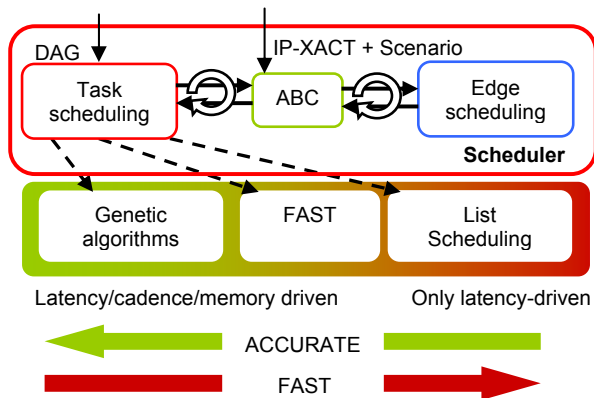 DAG
IP-XACT + Scenario
Task
scheduling
ABC
Edge
scheduling
Scheduler
Genetic
algorithms
FAST
List
Scheduling
Latency/cadence/memory driven
Only latency-driven
ACCURATE
FAST